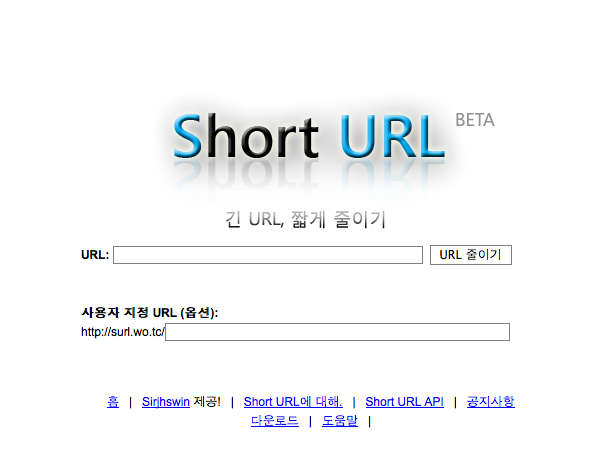 Short URL BETA
긴 URL, 짧게 줄이기
URL: URL 줄이기
사용자 지정 URL (옵션):
http://surl.wo.tc/
홈 | Sirjhswin 제공! | Short URL에 대해. | Short URL API | 공지사항
다운로드 | 도움말 |